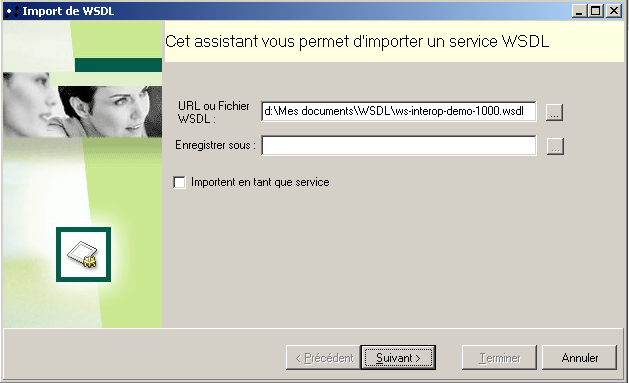 Import de WSDL
Cet assistant vous permet d'importer un service WSDL
URL ou Fichier
WSDL :
d:\Mes documents\WSDL\ws-interop-demo-1000.wsdl
...
Enregistrer sous :
...
Importent en tant que service
< Précédent
Suivant >
Terminer
Annuler